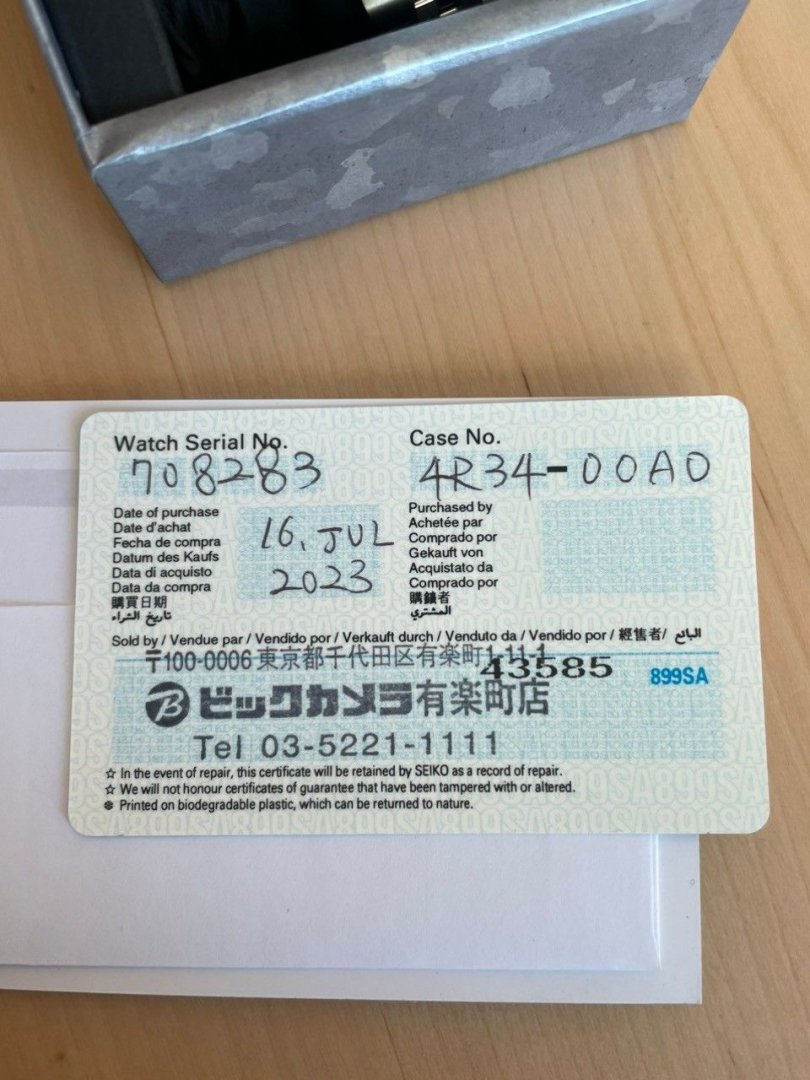 Watch Serial No.
708283
Case No.
4R34-00A0
Date of purchase
Date d'achat
Fecha de compra
Datum des Kaufs
Data di acquisto
Data da compra
購買日期
تاريخ الشراء
16, JUL
2023
Purchased by
Achetée par
Comprado por
Gekauft von
Acquistato da
Comprado por
購錶者
المشتري
Sold by / Vendue par / Vendido por / Verkauft durch / Venduto da / Vendido por / 經售者/ البائع
〒100-0006 東京都千代田区有楽町1-11-1
43585
899SA
B ビックカメラ有楽町店
Tel 03-5221-1111
☆ In the event of repair, this certificate will be retained by SEIKO as a record of repair.
☆ We will not honour certificates of guarantee that have been tampered with or altered.
❁ Printed on biodegradable plastic, which can be returned to nature.